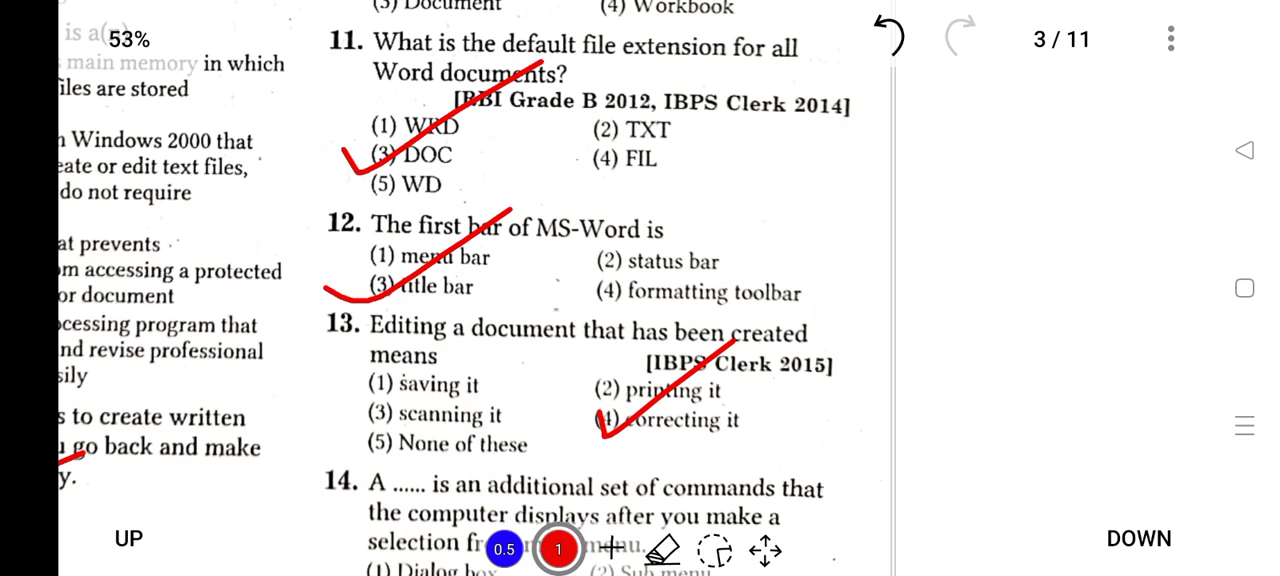 (3) Document (4) Workbook
is a(
53%
3 / 11
main memory in which
files are stored
11. What is the default file extension for all
Word documents?
[RBI Grade B 2012, IBPS Clerk 2014]
(1) WRD (2) TXT
(3) DOC (4) FIL
(5) WD
Windows 2000 that
eate or edit text files,
do not require
12. The first bar of MS-Word is
(1) menu bar (2) status bar
(3) title bar (4) formatting toolbar
at prevents
om accessing a protected
or document
ocessing program that
nd revise professional
sily
13. Editing a document that has been created
means [IBPS Clerk 2015]
(1) saving it (2) printing it
(3) scanning it (4) correcting it
(5) None of these
s to create written
u go back and make
y.
14. A ...... is an additional set of commands that
the computer displays after you make a
selection menu.
(1) Dialog box (2) Sub menu
UP
0.5
1
DOWN